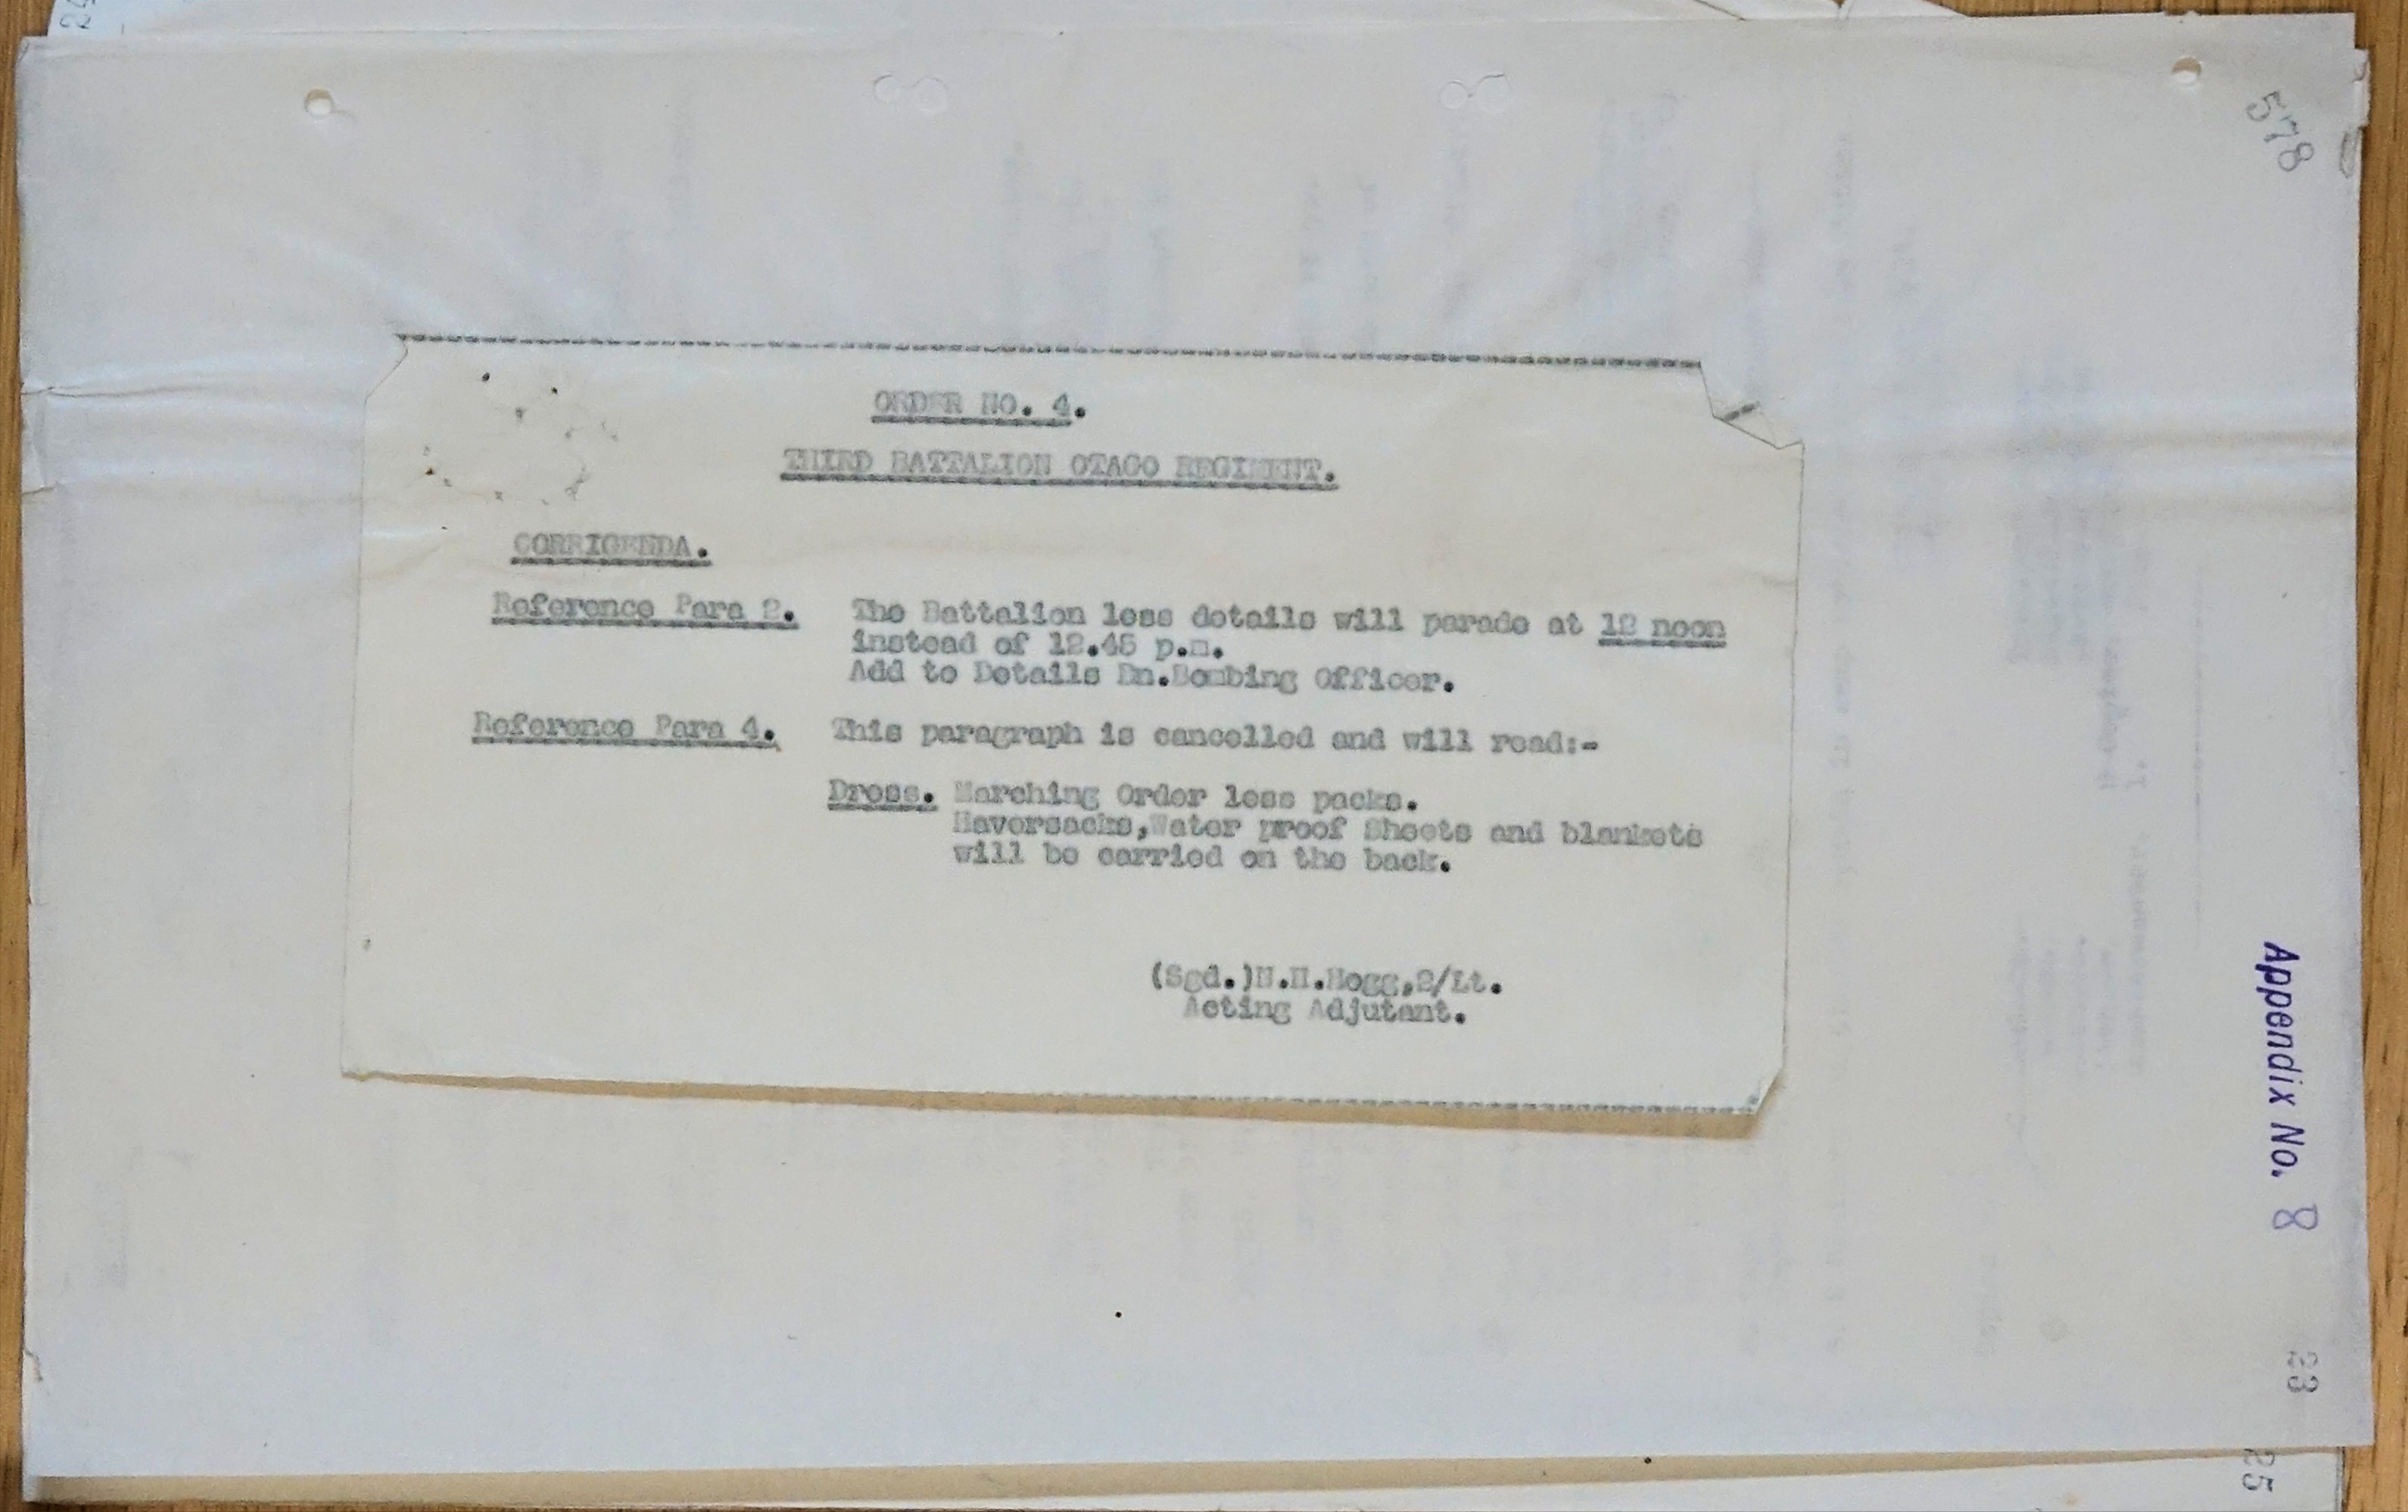 ORDER NO. 4.
THIRD BATTALION OTAGO REGIMENT.
CORRIGENDA.
Reference Para 2. The Battalion less details will parade at 12 noon
instead of 12.45 p.m.
Add to Details Bn.Bombing Officer.
Reference Para 4. This paragraph is cancelled and will read:-
Dress. Marching Order less packs.
Haversacks,Water proof Sheets and blankets
will be carried on the back.
(Sgd.) Hogg,2/Lt.
Acting Adjutant.
578
Appendix No. 8
23
25